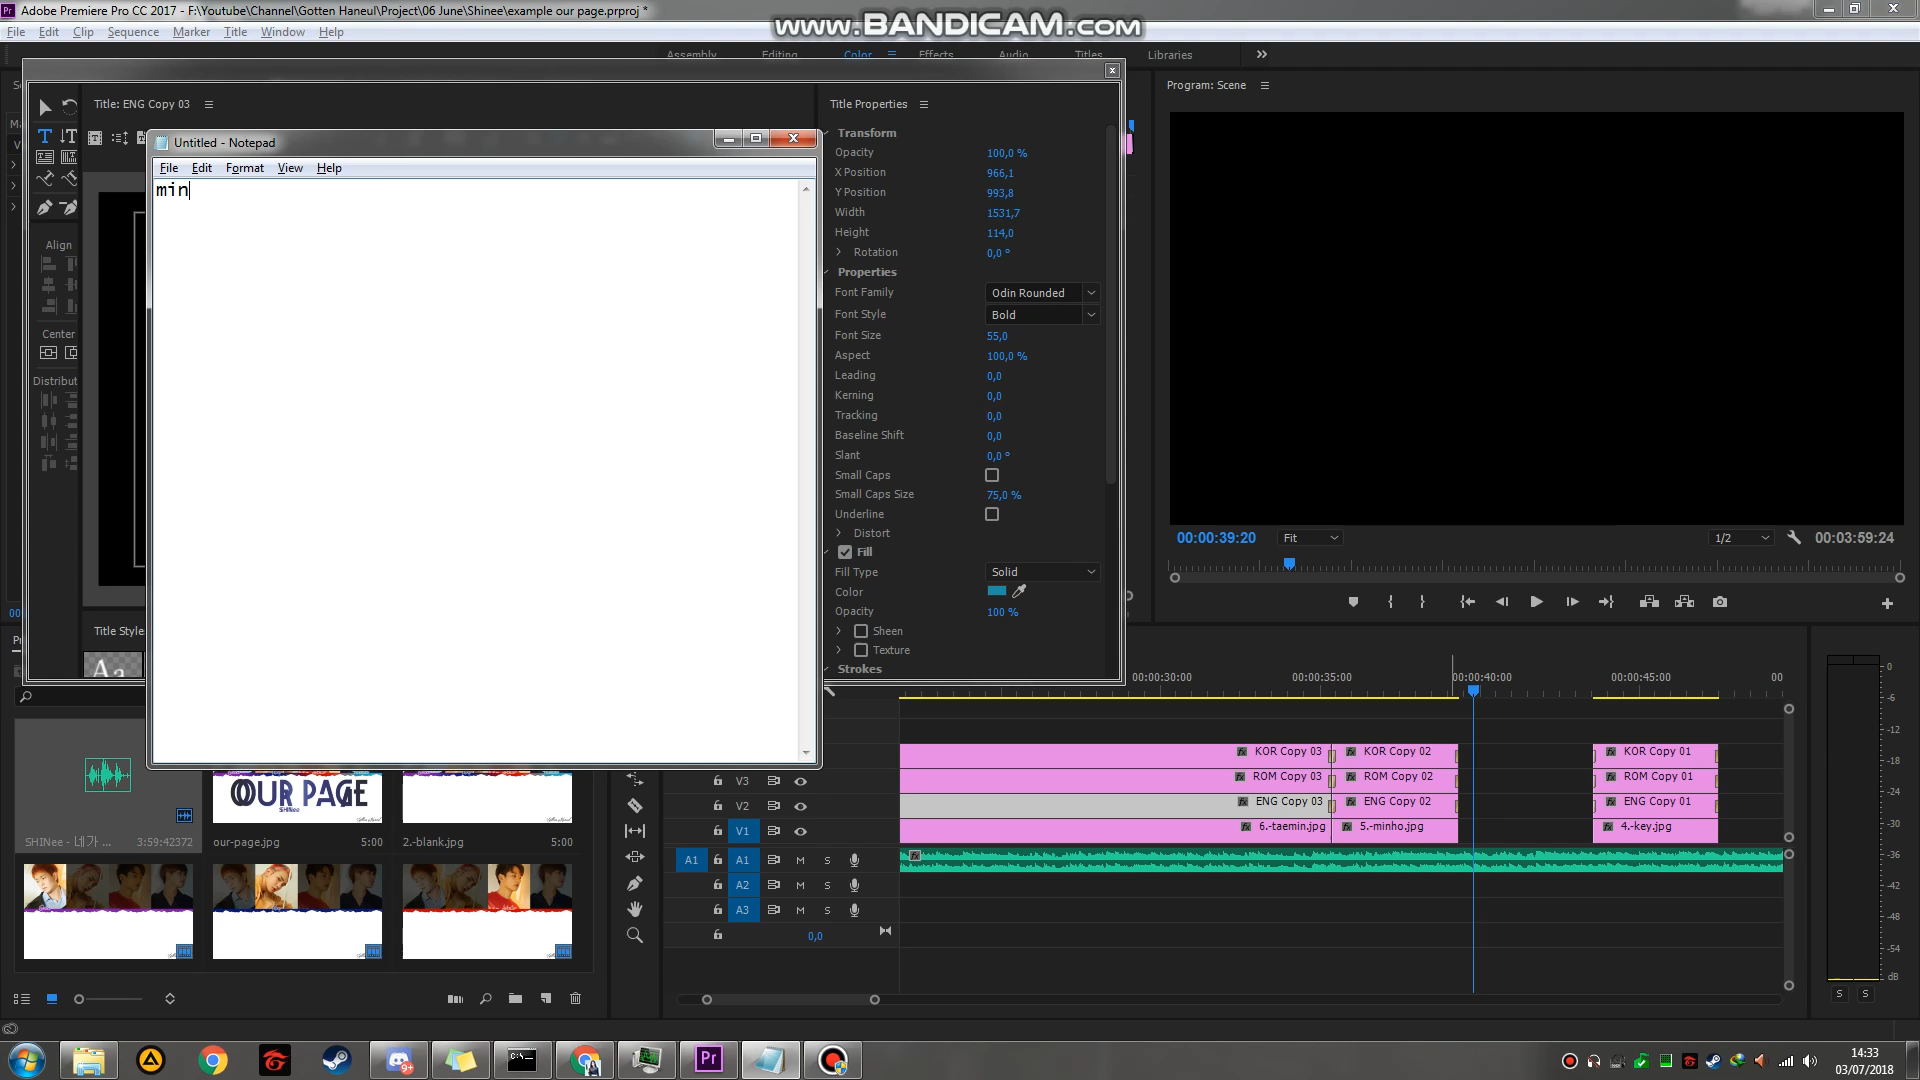 Adobe Premiere Pro CC 2017 - F:\Youtube\Channel\Gotten Haneul\Project\06 June\Shinee\example our page.prproj *
www.BANDICAM.com
File Edit Clip Sequence Marker Title Window Help
Assembly Editing Color Effects Audio Titles Libraries
Title: ENG Copy 03
Title Properties
Program: Scene
Untitled - Notepad
File Edit Format View Help
min
Align
Center
Distribut
Title Style
Aa
Transform
Opacity 100,0 %
X Position 966,1
Y Position 993,8
Width 1531,7
Height 114,0
Rotation 0,0 °
Properties
Font Family Odin Rounded
Font Style Bold
Font Size 55,0
Aspect 100,0 %
Leading 0,0
Kerning 0,0
Tracking 0,0
Baseline Shift 0,0
Slant 0,0 °
Small Caps
Small Caps Size 75,0 %
Underline
Distort
Fill
Fill Type Solid
Color
Opacity 100 %
Sheen
Texture
Strokes
00:00:39:20 Fit 1/2 00:03:59:24
00:00:30:00 00:00:35:00 00:00:40:00 00:00:45:00 00
KOR Copy 03 KOR Copy 02 KOR Copy 01
V3 ROM Copy 03 ROM Copy 02 ROM Copy 01
V2 ENG Copy 03 ENG Copy 02 ENG Copy 01
V1 6.-taemin.jpg 5.-minho.jpg 4.-key.jpg
A1 A1 M S
A2 M S
A3 M S
0,0
OUR PAGE
SHINee
SHINee - 네가 ... 3:59:42372
our-page.jpg 5:00
2.-blank.jpg 5:00
0
-6
-12
-18
-24
-30
-36
-42
-48
-54
dB
S S
9+
Pr
14:33
03/07/2018